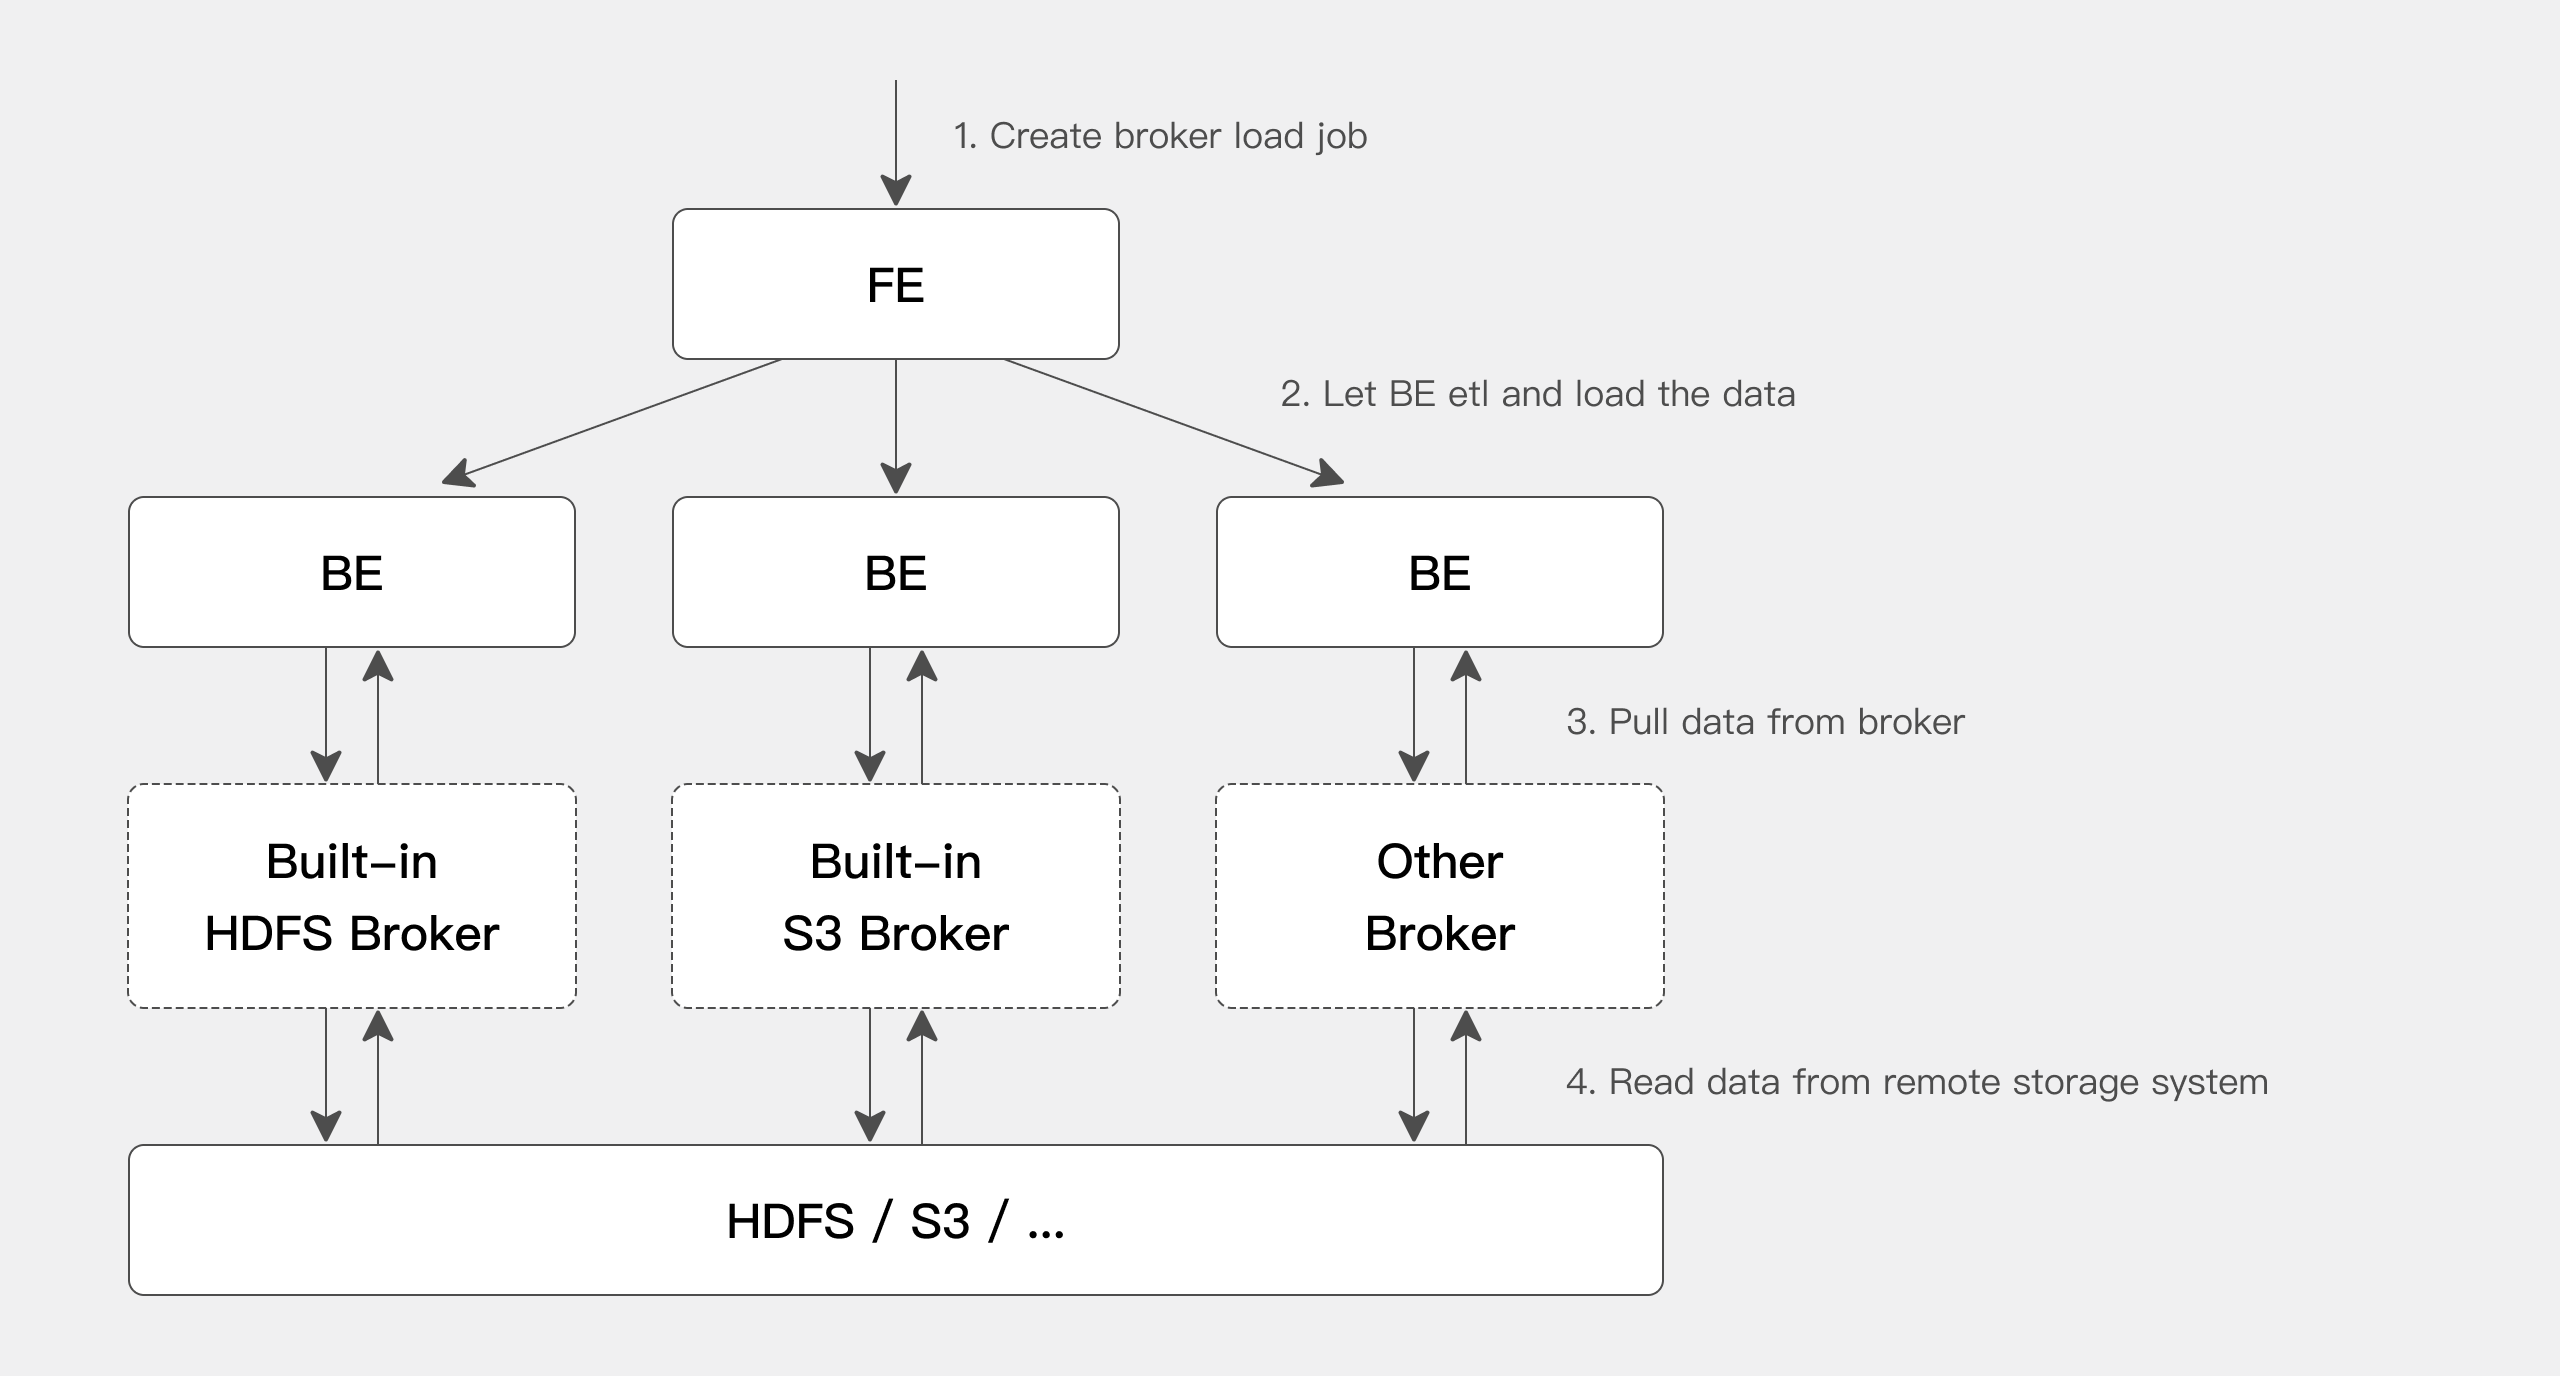 1. Create broker load job
FE
2. Let BE etl and load the data
BE
BE
BE
3. Pull data from broker
Built-in
HDFS Broker
Built-in
S3 Broker
Other
Broker
4. Read data from remote storage system
HDFS / S3 / ...